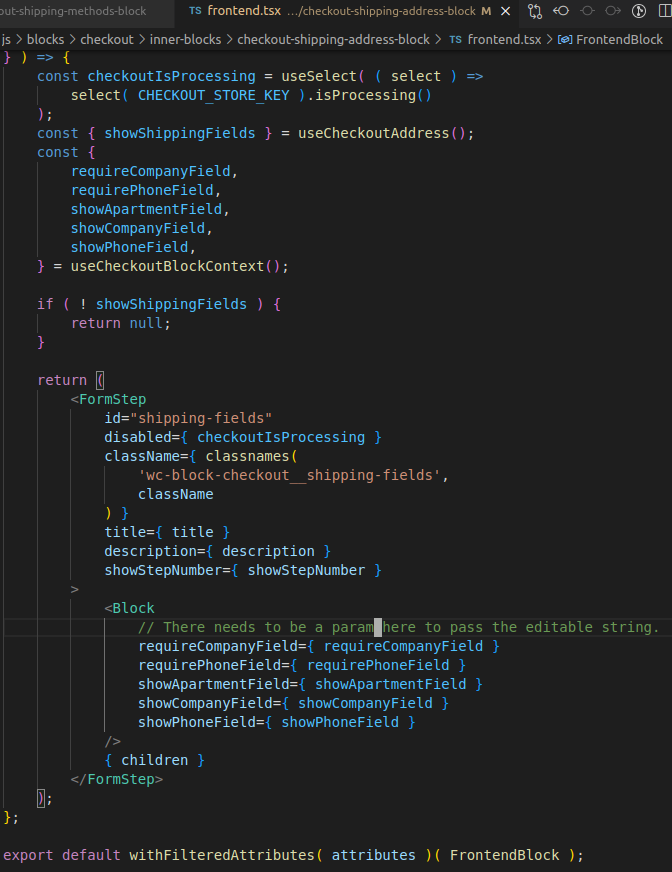 out-shipping-methods-block TS frontend.tsx .../checkout-shipping-address-block M
js > blocks > checkout > inner-blocks > checkout-shipping-address-block > TS frontend.tsx > FrontendBlock
} ) => {
const checkoutIsProcessing = useSelect( ( select ) =>
select( CHECKOUT_STORE_KEY ).isProcessing()
);
const { showShippingFields } = useCheckoutAddress();
const {
requireCompanyField,
requirePhoneField,
showApartmentField,
showCompanyField,
showPhoneField,
} = useCheckoutBlockContext();
if ( ! showShippingFields ) {
return null;
}
return (
<FormStep
id="shipping-fields"
disabled={ checkoutIsProcessing }
className={ classnames(
'wc-block-checkout__shipping-fields',
className
) }
title={ title }
description={ description }
showStepNumber={ showStepNumber }
>
<Block
// There needs to be a param here to pass the editable string.
requireCompanyField={ requireCompanyField }
requirePhoneField={ requirePhoneField }
showApartmentField={ showApartmentField }
showCompanyField={ showCompanyField }
showPhoneField={ showPhoneField }
/>
{ children }
</FormStep>
);
};
export default withFilteredAttributes( attributes )( FrontendBlock );